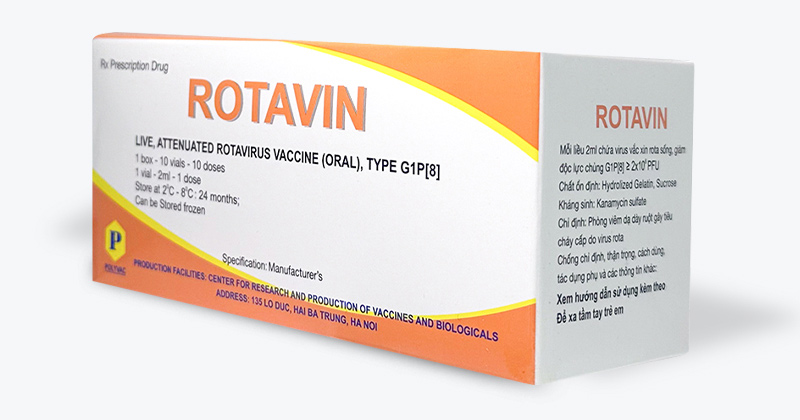 Rx Prescription Drug
ROTAVIN
LIVE, ATTENUATED ROTAVIRUS VACCINE (ORAL), TYPE G1P[8]
1 box - 10 vials - 10 doses
1 vial - 2ml - 1 dose
Store at 2°C - 8°C : 24 months;
Can be Stored frozen
Specification: Manufacturer's
P
POLYVAC
PRODUCTION FACILITIES: CENTER FOR RESEARCH AND PRODUCTION OF VACCINES AND BIOLOGICALS
ADDRESS: 135 LO DUC, HAI BA TRUNG, HA NOI
ROTAVIN
Mỗi liều 2ml chứa virus vắc xin rota sống, giảm
độc lực chủng G1P[8] ≥ 2x10⁶ PFU
Chất ổn định: Hydrolized Gelatin, Sucrose
Kháng sinh: Kanamycin sulfate
Chỉ định: Phòng viêm dạ dày ruột gây tiêu
chảy cấp do virus rota
Chống chỉ định, thận trọng, cách dùng,
tác dụng phụ và các thông tin khác:
Xem hướng dẫn sử dụng kèm theo
Để xa tầm tay trẻ em